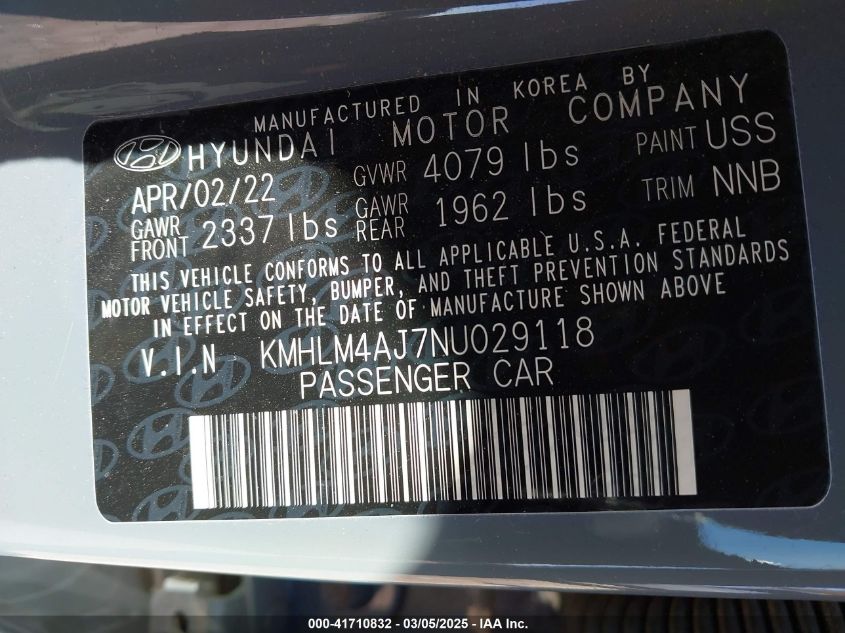 MANUFACTURED IN KOREA BY
HYUNDAI MOTOR COMPANY
APR/02/22 GVWR 4079 lbs PAINT USS
GAWR FRONT 2337 lbs GAWR REAR 1962 lbs TRIM NNB
THIS VEHICLE CONFORMS TO ALL APPLICABLE U.S.A. FEDERAL
MOTOR VEHICLE SAFETY, BUMPER, AND THEFT PREVENTION STANDARDS
IN EFFECT ON THE DATE OF MANUFACTURE SHOWN ABOVE
V.I.N KMHLM4AJ7NU029118
PASSENGER CAR
000-41710832 / 03/05/2025 - IAA Inc.